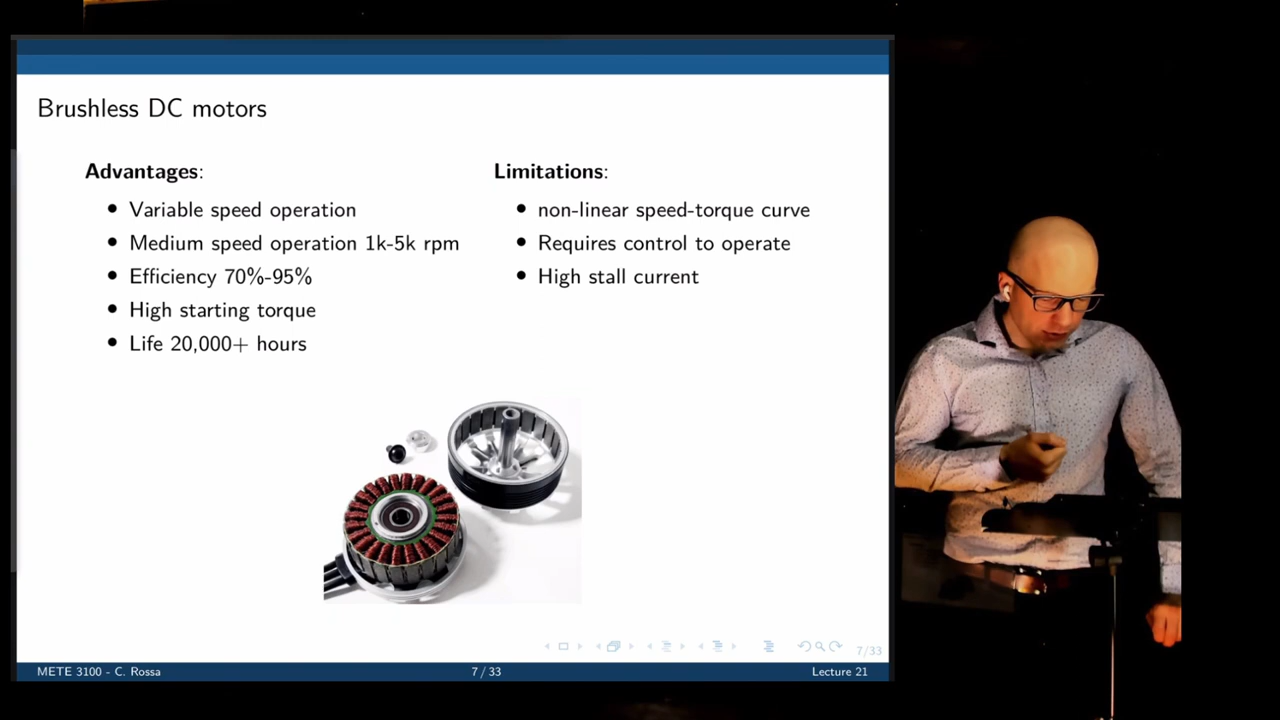 Brushless DC motors
Advantages:
Variable speed operation
Medium speed operation 1k-5k rpm
Efficiency 70%-95%
High starting torque
Life 20,000+ hours
Limitations:
non-linear speed-torque curve
Requires control to operate
High stall current
7/33
METE 3100 - C. Rossa
7 / 33
Lecture 21